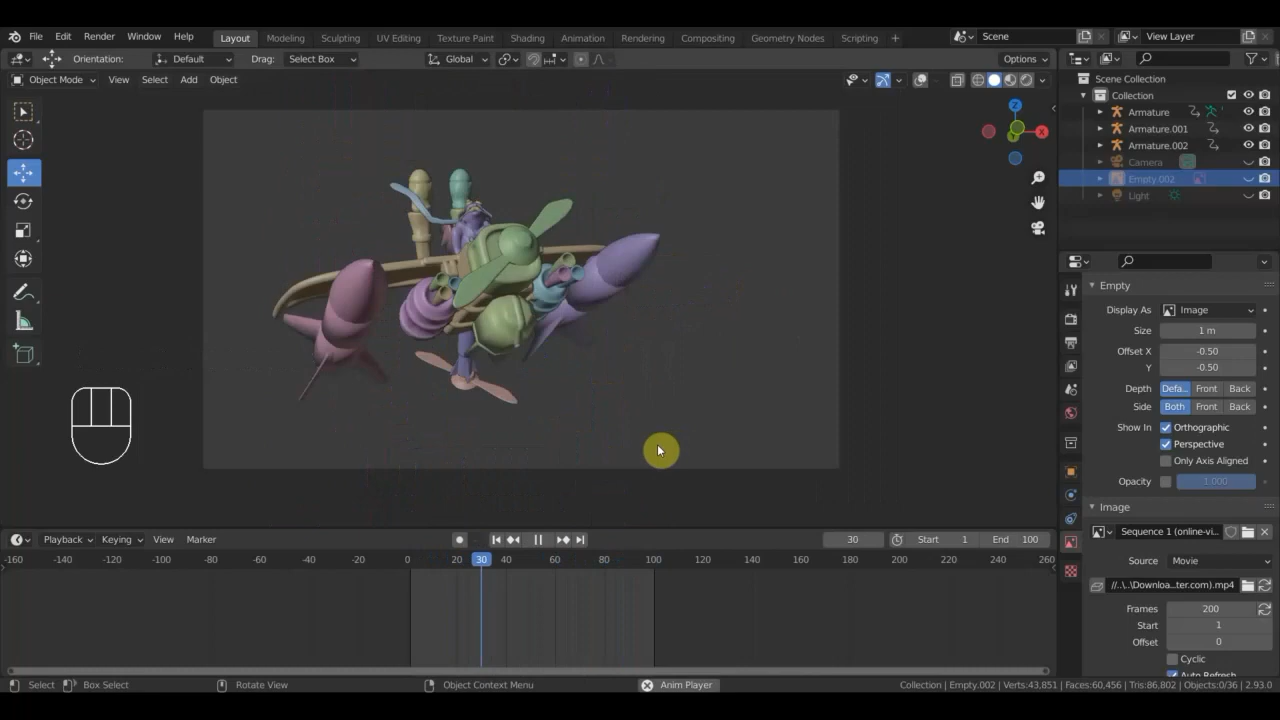 File Edit Render Window Help Layout Modeling Sculpting UV Editing Texture Paint Shading Animation Rendering Compositing Geometry Nodes Scripting + Scene View Layer
Orientation: Default Drag: Select Box Global Options
Object Mode View Select Add Object
Scene Collection
Collection
Armature
Armature.001
Armature.002
Camera
Empty.002
Light
Z
X
Y
Empty
Display As Image
Size 1 m
Offset X -0.50
Y -0.50
Depth Defa... Front Back
Side Both Front Back
Show In Orthographic
Perspective
Only Axis Aligned
Opacity 1.000
Image
Sequence 1 (online-vi...
Source Movie
//..\..\Downloa...ter.com).mp4
Frames 200
Start 1
Offset 0
Cyclic
Auto Refresh
Playback Keying View Marker 30 Start 1 End 100
-160 -140 -120 -100 -80 -60 -40 -20 0 20 30 40 60 80 100 120 140 160 180 200 220 240 260
Select Box Select Rotate View Object Context Menu Anim Player Collection | Empty.002 | Verts:43,851 | Faces:60,456 | Tris:86,802 | Objects:0/36 | 2.93.0